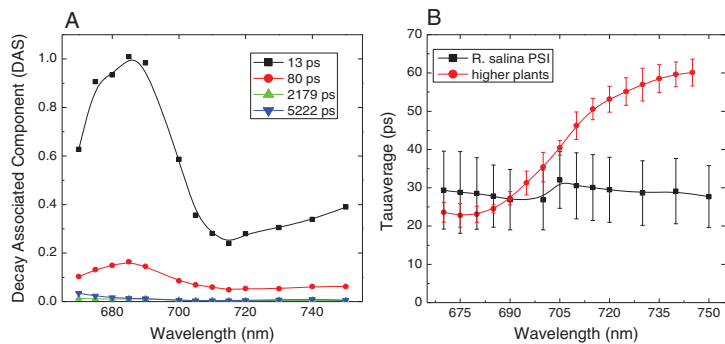 A
B
13 ps
80 ps
2179 ps
5222 ps
R. salina PSI
higher plants
Decay Associated Component (DAS)
1.0
0.8
0.6
0.4
0.2
0.0
680
700
720
740
Wavelength (nm)
Tauaverage (ps)
70
60
50
40
30
20
10
0
675
690
705
720
735
750
Wavelength (nm)